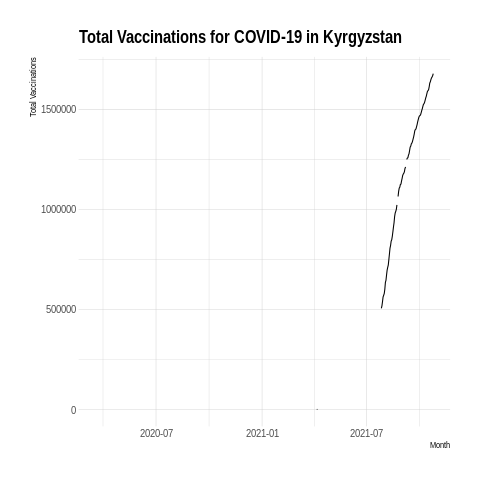 Total Vaccinations for COVID-19 in Kyrgyzstan
Total Vaccinations
1500000
1000000
500000
0
2020-07 2021-01 2021-07
Month